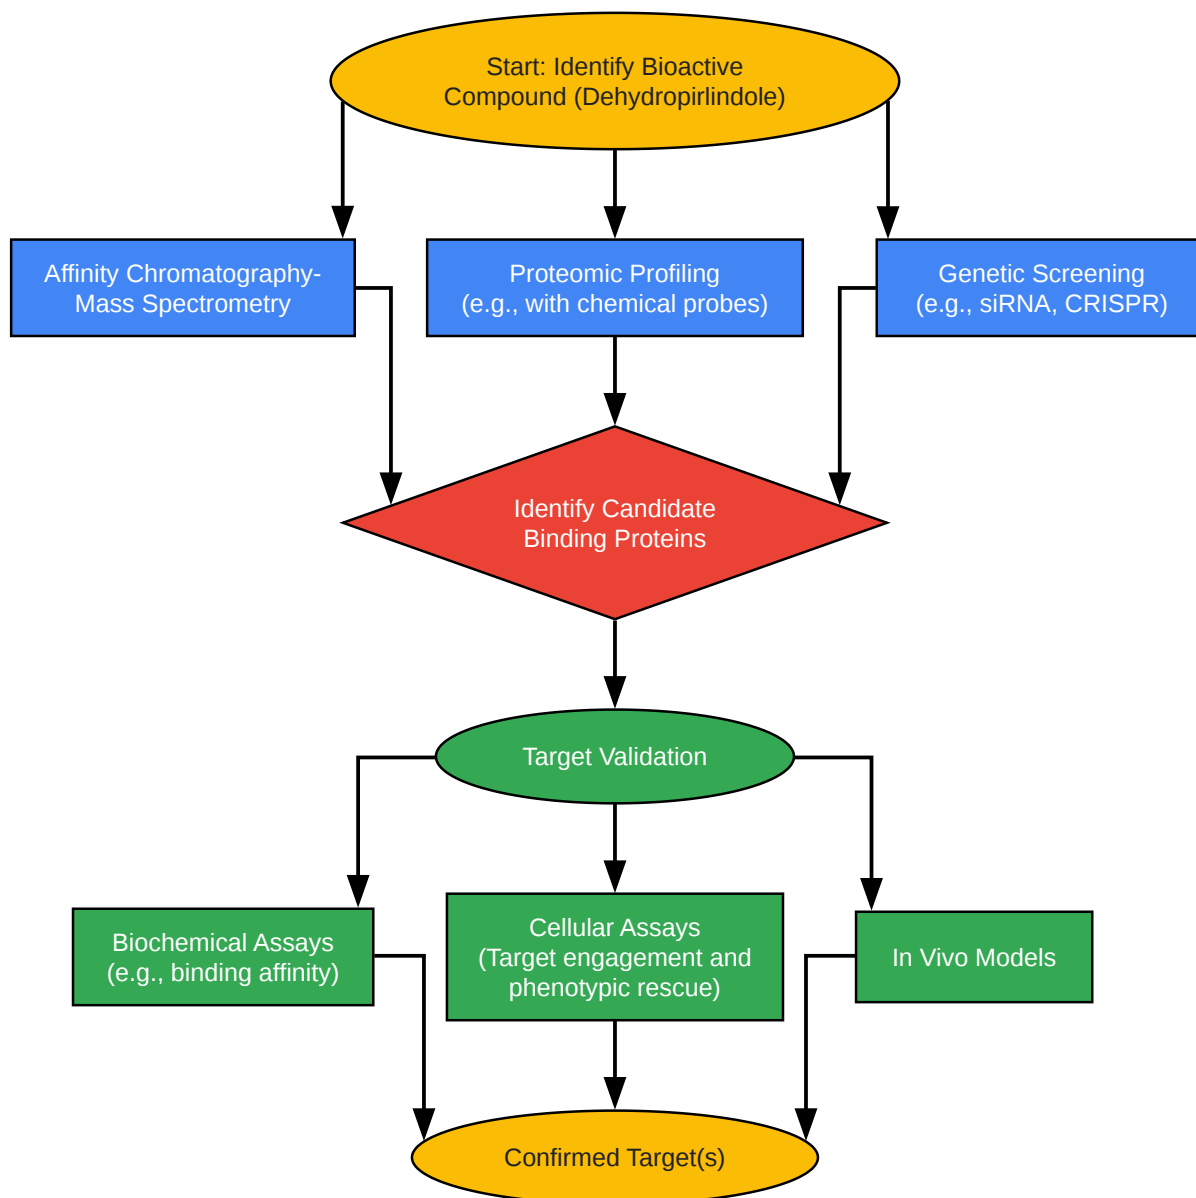 Start: Identify Bioactive
Compound (Dehydropirlindole)
Affinity Chromatography-
Mass Spectrometry
Proteomic Profiling
(e.g., with chemical probes)
Genetic Screening
(e.g., siRNA, CRISPR)
Identify Candidate
Binding Proteins
Target Validation
Biochemical Assays
(e.g., binding affinity)
Cellular Assays
(Target engagement and
phenotypic rescue)
In Vivo Models
Confirmed Target(s)